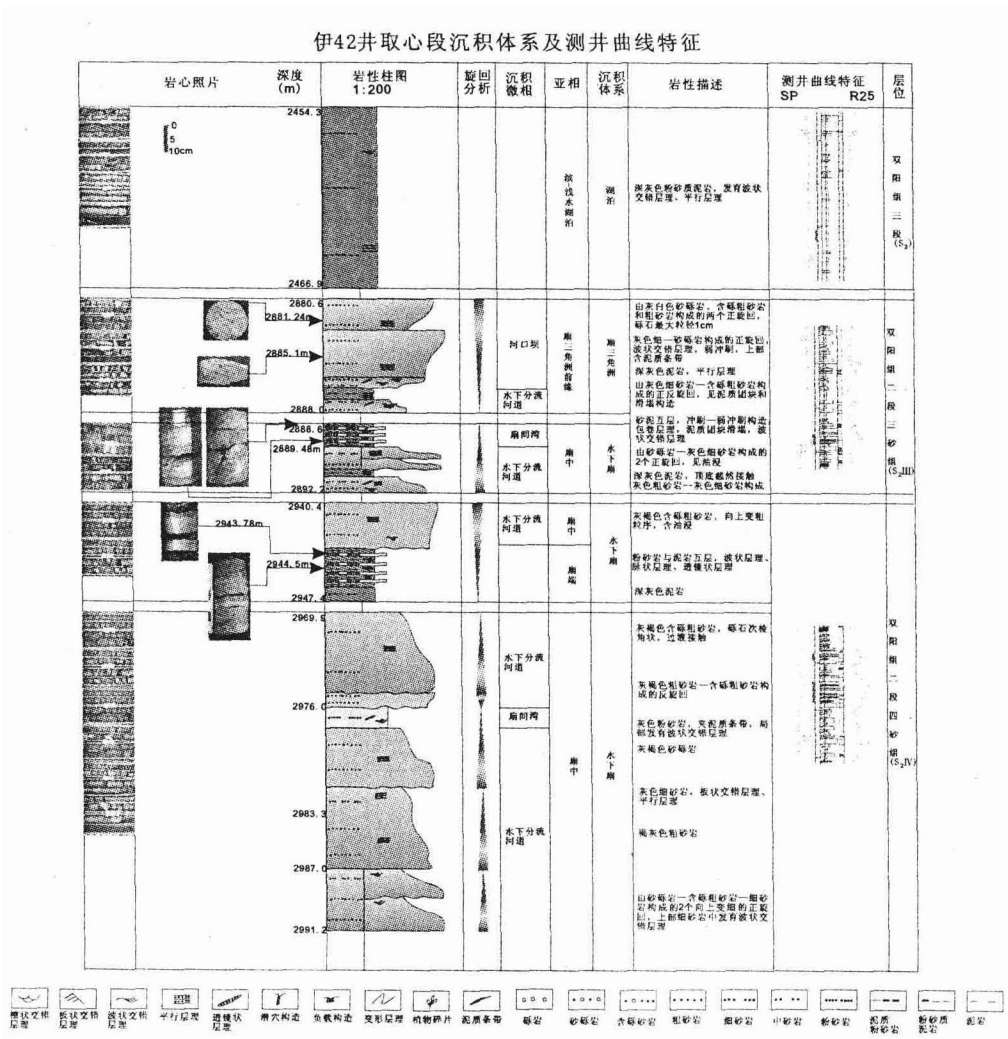 伊42井取心段沉积体系及测井曲线特征
岩心照片
深度
(m)
岩性柱图
1:200
旋回
分析
沉积
微相
亚相
沉积
体系
岩性描述
测井曲线特征
SP R25
层
位
0
5
10cm
2454.3
滨浅水湖泊
湖泊
深灰色粉砂质泥岩，发育波状
交错层理、平行层理
双阳组三段
(S₃)
2466.9
2880.6
2881.24m
2885.1m
2888.0
河口坝
水下分流
河道
扇三角洲前缘
扇三角洲
由灰白色砂砾岩，含砾粗砂岩
和粗砂岩构成的两个正旋回，
砾石最大粒径1cm
灰色细—砂砾岩构成的正旋回，
波状交错层理，弱冲刷，上部
含泥质条带
深灰色泥岩，平行层理
由灰色细砂岩—含砾粗砂岩构
成的正反旋回，见泥质团块和
滑塌构造
双阳组二段三砂组
(S₂III)
2888.6
2889.48m
2892.2
扇间湾
水下分流
河道
扇中
水下扇
砂泥互层，冲刷—弱冲刷构造
包卷层理，泥质团块滑塌，波
状交错层理
由砂砾岩—灰色细砂岩构成的
2个正旋回，见油浸
深灰色泥岩，顶底截然接触
灰色粗砂岩--灰色细砂岩构成
2940.4
2943.78m
2944.5m
2947.4
水下分流
河道
扇中
扇端
水下扇
灰褐色含砾粗砂岩，向上变粗
粒序，含油浸
粉砂岩与泥岩互层，波状层理、
脉状层理、透镜状层理
深灰色泥岩
2969.9
2976.0
2983.3
2987.0
2991.2
水下分流
河道
扇间湾
水下分流
河道
扇中
水下扇
灰褐色含砾粗砂岩，砾石次棱
角状，过渡接触
灰褐色粗砂岩—含砾粗砂岩构
成的反旋回
灰色粉砂岩，夹泥质条带，局
部发育波状交错层理
灰褐色砂砾岩
灰色细砂岩，板状交错层理、
平行层理
褐灰色粗砂岩
由砂砾岩—含砾粗砂岩—细砂
岩构成的2个向上变细的正旋
回，上部细砂岩中发育波状交
错层理
双阳组二段四砂组
(S₂IV)
槽状交错
层理
板状交错
层理
波状交错
层理
平行层理
透镜状
层理
潜穴构造
负载构造
变形层理
植物碎片
泥质条带
砾岩
砂砾岩
含砾砂岩
粗砂岩
细砂岩
中砂岩
粉砂岩
泥质
粉砂岩
粉砂质
泥岩
泥岩